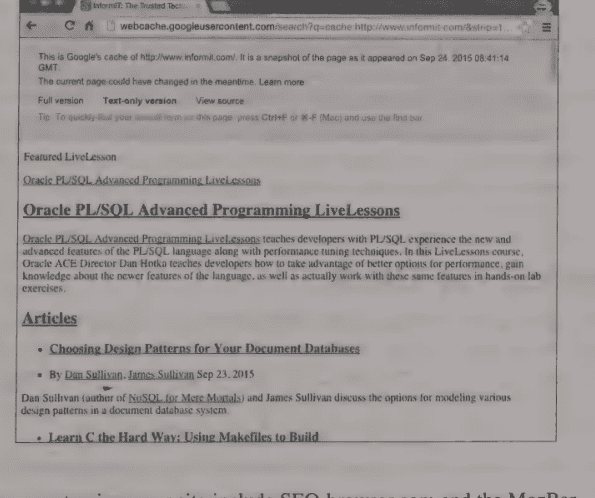 InformIT: The Trusted Tec
webcache.googleusercontent.com/search?q=cache:http://www.informit.com/&strip=1...
This is Google's cache of http://www.informit.com/. It is a snapshot of the page as it appeared on Sep 24, 2015 08:41:14
GMT.
The current page could have changed in the meantime. Learn more
Full version Text-only version View source
Tip: To quickly find your search term on this page, press Ctrl+F or ⌘-F (Mac) and use the find bar.
Featured LiveLesson
Oracle PL/SQL Advanced Programming LiveLessons
Oracle PL/SQL Advanced Programming LiveLessons
Oracle PL/SQL Advanced Programming LiveLessons teaches developers with PL/SQL experience the new and
advanced features of the PL/SQL language along with performance tuning techniques. In this LiveLessons course,
Oracle ACE Director Dan Hotka teaches developers how to take advantage of better options for performance, gain
knowledge about the newer features of the language, as well as actually work with these same features in hands-on lab
exercises.
Articles
• Choosing Design Patterns for Your Document Databases
• By Dan Sullivan, James Sullivan Sep 23, 2015
Dan Sullivan (author of NoSQL for Mere Mortals) and James Sullivan discuss the options for modeling various
design patterns in a document database system.
• Learn C the Hard Way: Using Makefiles to Build
include SEO-browser.com and the MozBar